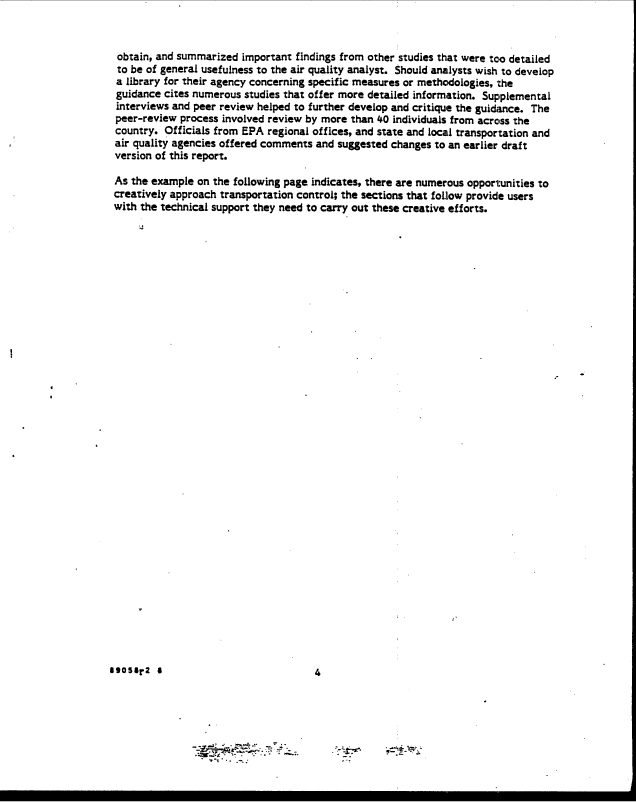 obtain, and summarized important findings from other studies that were too detailed
to be of general usefulness to the air quality analyst. Should analysts wish to develop
a library for their agency concerning specific measures or methodologies, the
guidance cites numerous studies that offer more detailed information. Supplemental
interviews and peer review helped to further develop and critique the guidance. The
peer-review process involved review by more than 40 individuals from across the
country. Officials from EPA regional offices, and state and local transportation and
air quality agencies offered comments and suggested changes to an earlier draft
version of this report.
As the example on the following page indicates, there are numerous opportunities to
creatively approach transportation control; the sections that follow provide users
with the technical support they need to carry out these creative efforts.
89058r2 8
4